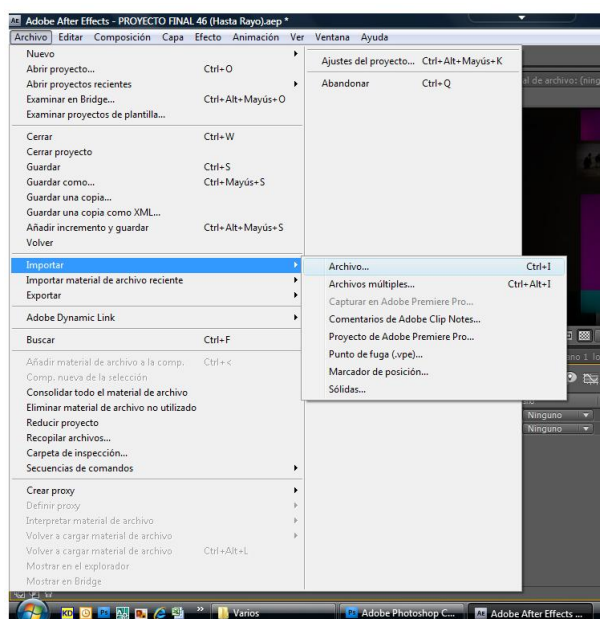 Adobe After Effects - PROYECTO FINAL 46 (Hasta Rayo).aep *
Archivo Editar Composición Capa Efecto Animación Ver Ventana Ayuda
Nuevo
Abrir proyecto... Ctrl+O
Abrir proyectos recientes
Examinar en Bridge... Ctrl+Alt+Mayús+O
Examinar proyectos de plantilla...
Cerrar Ctrl+W
Cerrar proyecto
Guardar Ctrl+S
Guardar como... Ctrl+Mayús+S
Guardar una copia...
Guardar una copia como XML...
Añadir incremento y guardar Ctrl+Alt+Mayús+S
Volver
Importar
Importar material de archivo reciente
Exportar
Adobe Dynamic Link
Buscar Ctrl+F
Añadir material de archivo a la comp. Ctrl+<
Comp. nueva de la selección
Consolidar todo el material de archivo
Eliminar material de archivo no utilizado
Reducir proyecto
Recopilar archivos...
Carpeta de inspección...
Secuencias de comandos
Crear proxy
Definir proxy
Interpretar material de archivo
Volver a cargar material de archivo
Volver a cargar material de archivo Ctrl+Alt+L
Mostrar en el explorador
Mostrar en Bridge
Ajustes del proyecto... Ctrl+Alt+Mayús+K
Abandonar Ctrl+Q
al de archivo: (ning
Archivo... Ctrl+I
Archivos múltiples... Ctrl+Alt+I
Capturar en Adobe Premiere Pro...
Comentarios de Adobe Clip Notes...
Proyecto de Adobe Premiere Pro...
Punto de fuga (.vpe)...
Marcador de posición...
Sólidas...
Ninguno
Ninguno
Varios Adobe Photoshop C... Adobe After Effects ...